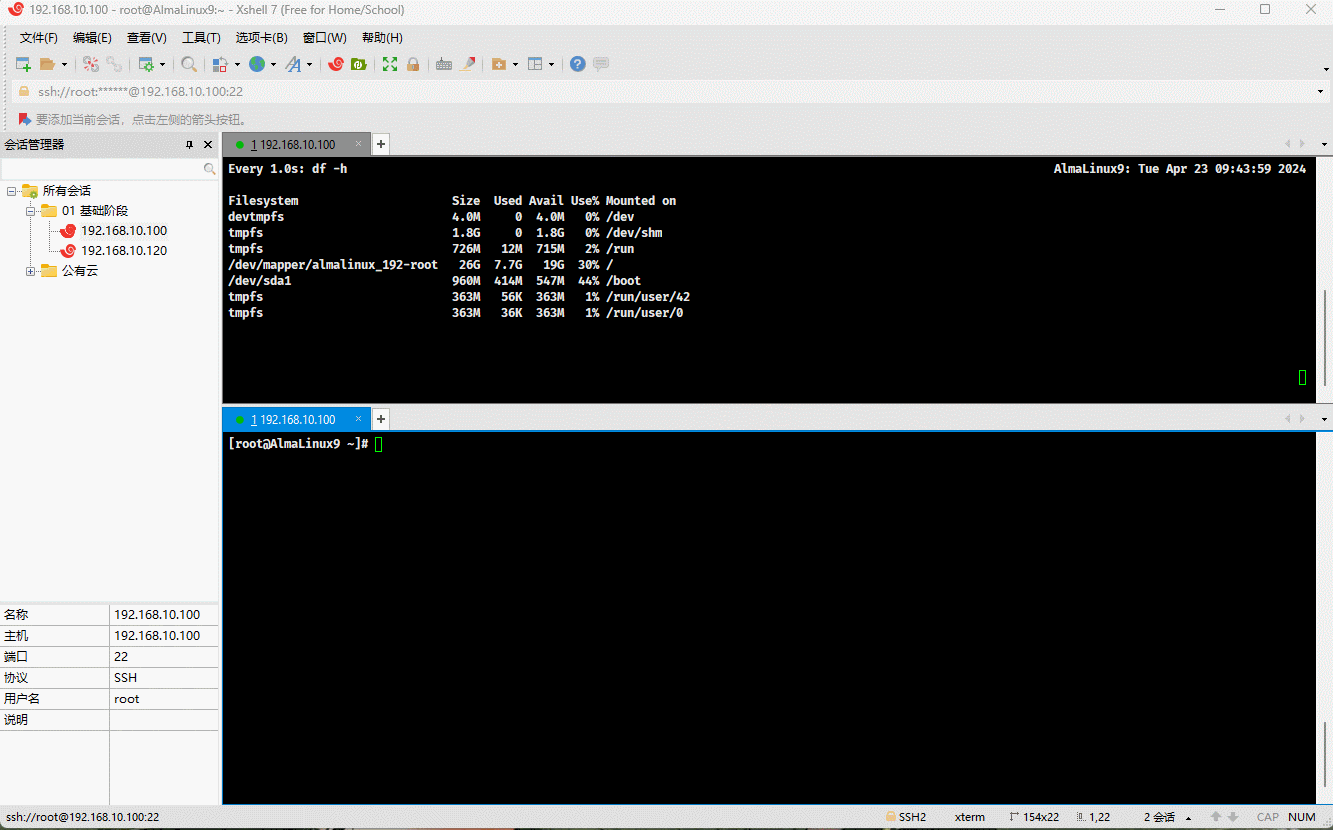 192.168.10.100 - root@AlmaLinux9:~ - Xshell 7 (Free for Home/School)
文件(F) 编辑(E) 查看(V) 工具(T) 选项卡(B) 窗口(W) 帮助(H)
ssh://root:******@192.168.10.100:22
要添加当前会话，点击左侧的箭头按钮。
会话管理器
所有会话
01 基础阶段
192.168.10.100
192.168.10.120
公有云
名称 192.168.10.100
主机 192.168.10.100
端口 22
协议 SSH
用户名 root
说明
1 192.168.10.100
Every 1.0s: df -h AlmaLinux9: Tue Apr 23 09:43:59 2024
Filesystem Size Used Avail Use% Mounted on
devtmpfs 4.0M 0 4.0M 0% /dev
tmpfs 1.8G 0 1.8G 0% /dev/shm
tmpfs 726M 12M 715M 2% /run
/dev/mapper/almalinux_192-root 26G 7.7G 19G 30% /
/dev/sda1 960M 414M 547M 44% /boot
tmpfs 363M 56K 363M 1% /run/user/42
tmpfs 363M 36K 363M 1% /run/user/0
1 192.168.10.100
[root@AlmaLinux9 ~]#
ssh://root@192.168.10.100:22 SSH2 xterm 154x22 1,22 2 会话 CAP NUM